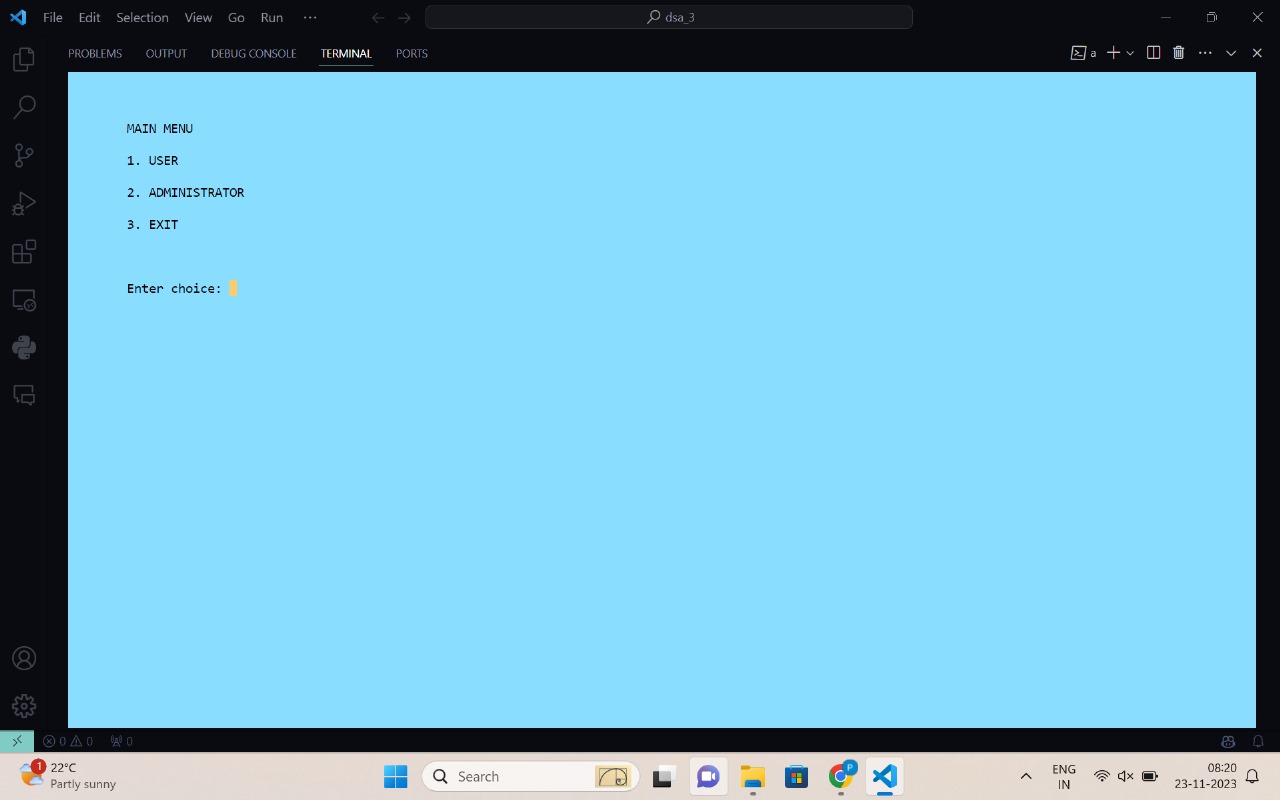 File Edit Selection View Go Run ···
dsa_3
PROBLEMS OUTPUT DEBUG CONSOLE TERMINAL PORTS
a
MAIN MENU
1. USER
2. ADMINISTRATOR
3. EXIT
Enter choice:
0 0 0
1
22°C
Partly sunny
Search
P
ENG
IN
08:20
23-11-2023